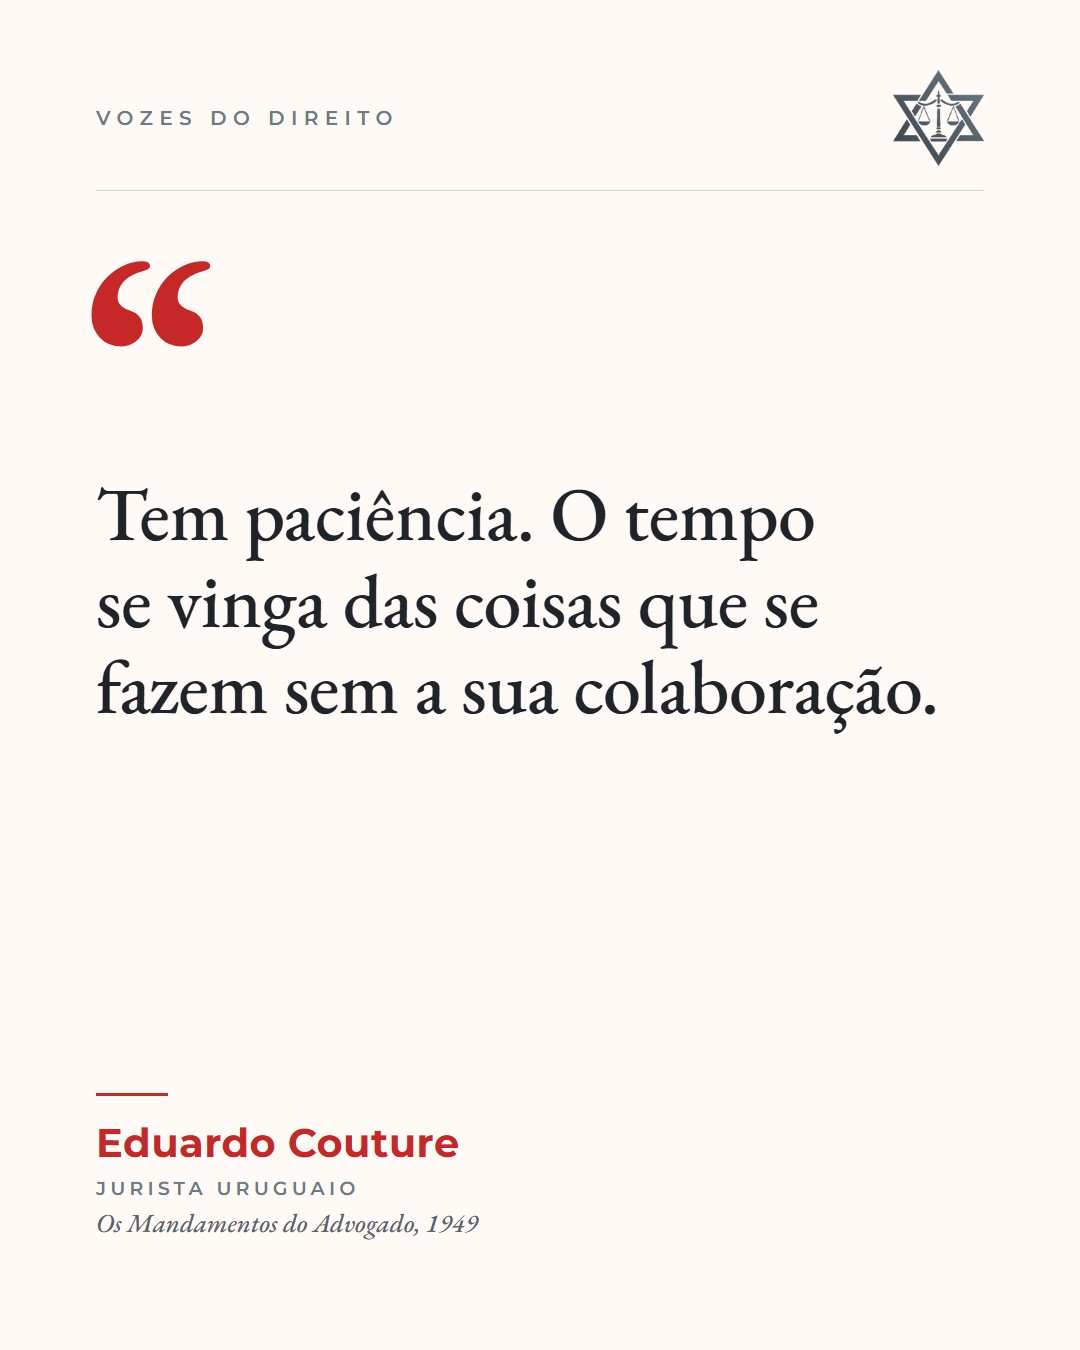 VOZES DO DIREITO
“
Tem paciência. O tempo
se vinga das coisas que se
fazem sem a sua colaboração.
Eduardo Couture
JURISTA URUGUAIO
Os Mandamentos do Advogado, 1949